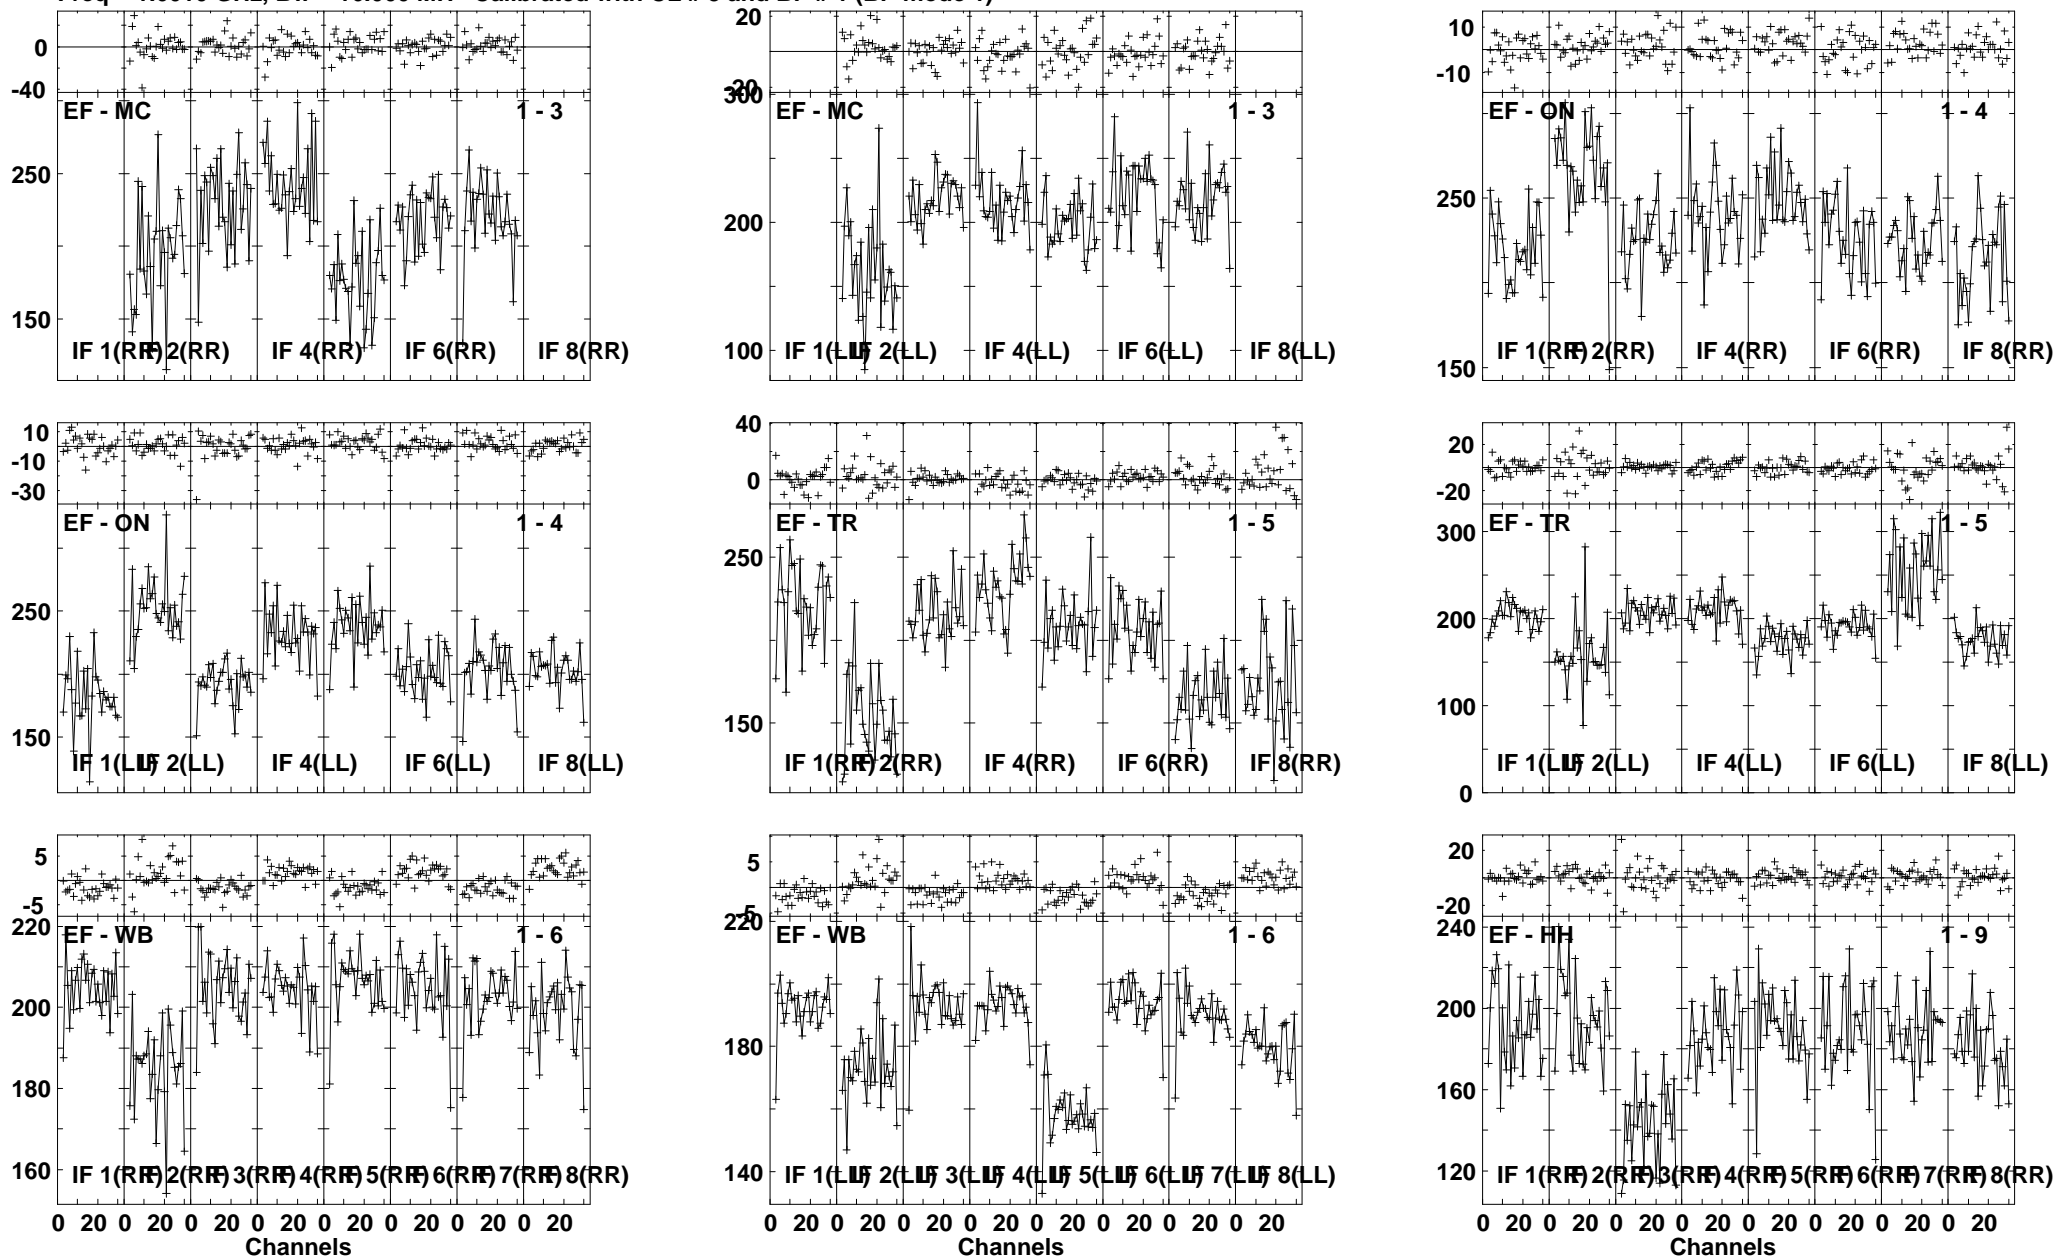 0
-40
EF - MC
1 - 3
250
150
IF 1(RR)
IF 2(RR)
IF 4(RR)
IF 6(RR)
IF 8(RR)
20
-20
300
EF - MC
1 - 3
200
100
IF 1(LL)
IF 2(LL)
IF 4(LL)
IF 6(LL)
IF 8(LL)
10
-10
EF - ON
1 - 4
250
150
IF 1(RR)
IF 2(RR)
IF 4(RR)
IF 6(RR)
IF 8(RR)
10
-10
-30
EF - ON
1 - 4
250
150
IF 1(LL)
IF 2(LL)
IF 4(LL)
IF 6(LL)
IF 8(LL)
40
0
EF - TR
1 - 5
250
150
IF 1(RR)
IF 2(RR)
IF 4(RR)
IF 6(RR)
IF 8(RR)
20
-20
EF - TR
1 - 5
300
200
100
0
IF 1(LL)
IF 2(LL)
IF 4(LL)
IF 6(LL)
IF 8(LL)
5
-5
220
EF - WB
1 - 6
200
180
160
IF 1(RR)
IF 2(RR)
IF 3(RR)
IF 4(RR)
IF 5(RR)
IF 6(RR)
IF 7(RR)
IF 8(RR)
0 20 0 20 0 20 0 20 0 20 0 20 0 20 0 20
Channels
5
-5
220
EF - WB
1 - 6
180
140
IF 1(LL)
IF 2(LL)
IF 3(LL)
IF 4(LL)
IF 5(LL)
IF 6(LL)
IF 7(LL)
IF 8(LL)
0 20 0 20 0 20 0 20 0 20 0 20 0 20 0 20
Channels
20
-20
240
EF - HH
1 - 9
200
160
120
IF 1(RR)
IF 2(RR)
IF 3(RR)
IF 4(RR)
IF 5(RR)
IF 6(RR)
IF 7(RR)
IF 8(RR)
0 20 0 20 0 20 0 20 0 20 0 20 0 20 0 20
Channels